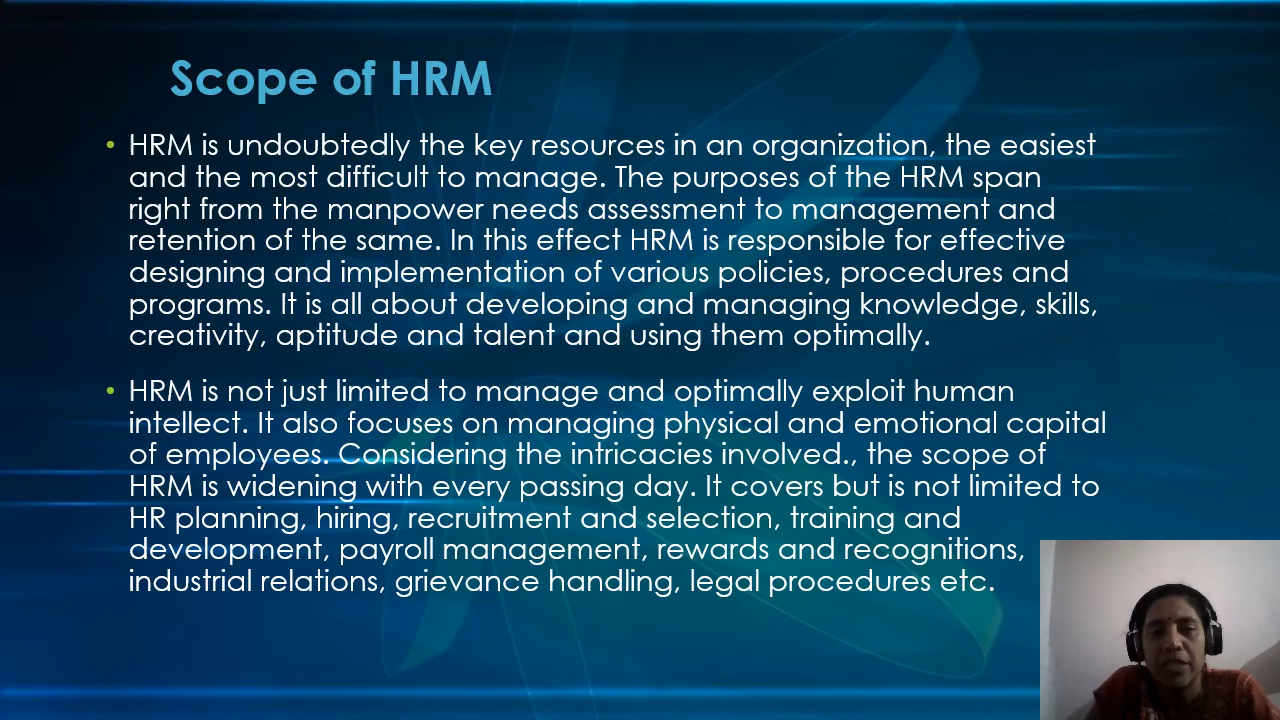 Scope of HRM
• HRM is undoubtedly the key resources in an organization, the easiest
and the most difficult to manage. The purposes of the HRM span
right from the manpower needs assessment to management and
retention of the same. In this effect HRM is responsible for effective
designing and implementation of various policies, procedures and
programs. It is all about developing and managing knowledge, skills,
creativity, aptitude and talent and using them optimally.
• HRM is not just limited to manage and optimally exploit human
intellect. It also focuses on managing physical and emotional capital
of employees. Considering the intricacies involved., the scope of
HRM is widening with every passing day. It covers but is not limited to
HR planning, hiring, recruitment and selection, training and
development, payroll management, rewards and recognitions,
industrial relations, grievance handling, legal procedures etc.